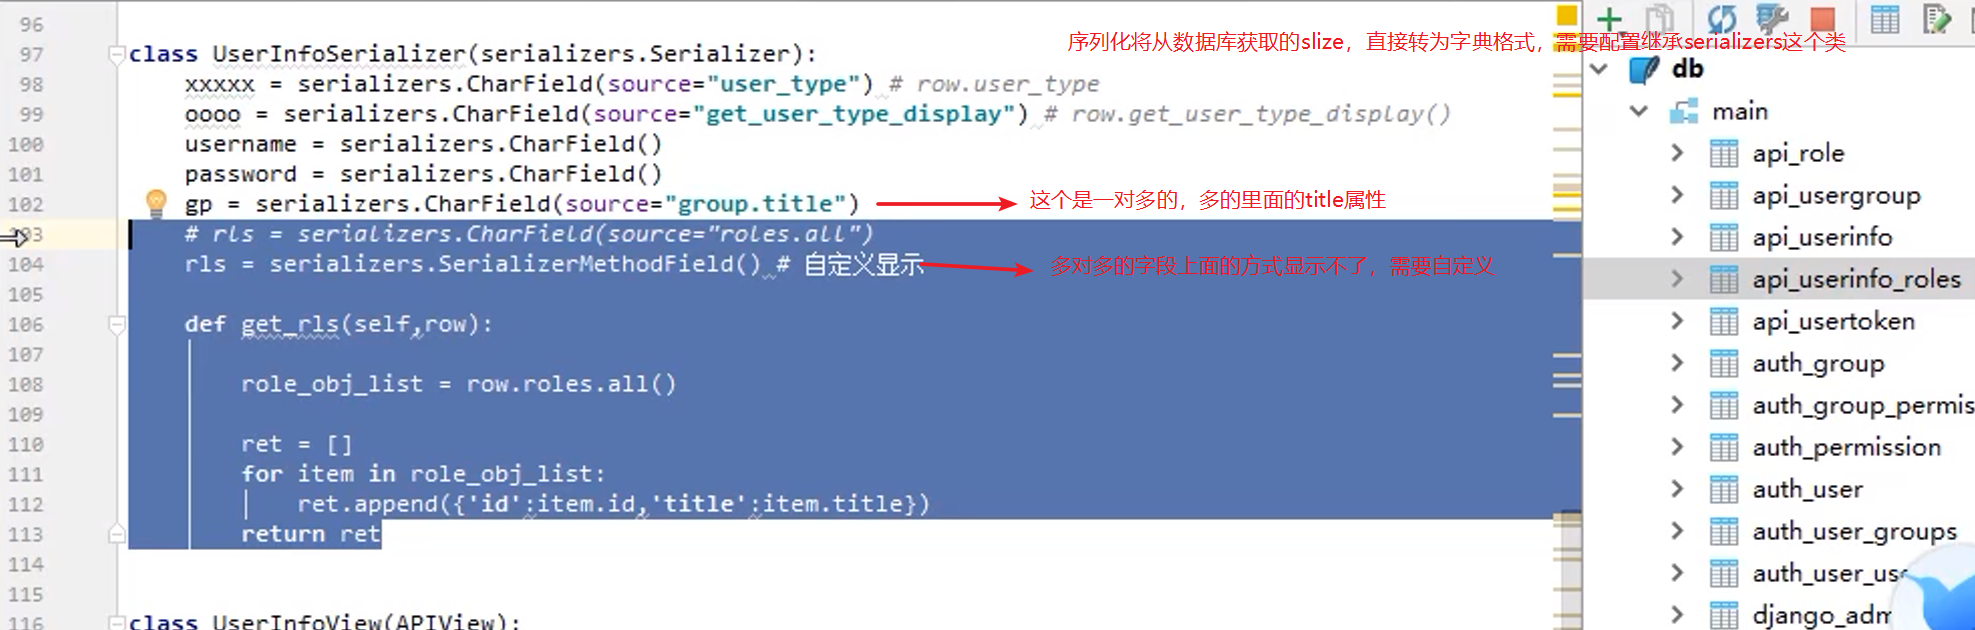 96
97 class UserInfoSerializer(serializers.Serializer):
序列化将从数据库获取的slize，直接转为字典格式，需要配置继承serializers这个类
98 xxxxx = serializers.CharField(source="user_type") # row.user_type
99 oooo = serializers.CharField(source="get_user_type_display") # row.get_user_type_display()
100 username = serializers.CharField()
101 password = serializers.CharField()
102 gp = serializers.CharField(source="group.title")
这个是一对多的，多的里面的title属性
# rls = serializers.CharField(source="roles.all")
104 rls = serializers.SerializerMethodField() # 自定义显示
多对多的字段上面的方式显示不了，需要自定义
105
106 def get_rls(self,row):
107
108 role_obj_list = row.roles.all()
109
110 ret = []
111 for item in role_obj_list:
112 ret.append({'id':item.id,'title':item.title})
113 return ret
114
115
116 class UserInfoView(APIView):
db
main
api_role
api_usergroup
api_userinfo
api_userinfo_roles
api_usertoken
auth_group
auth_group_permis
auth_permission
auth_user
auth_user_groups
auth_user_us
django_adm